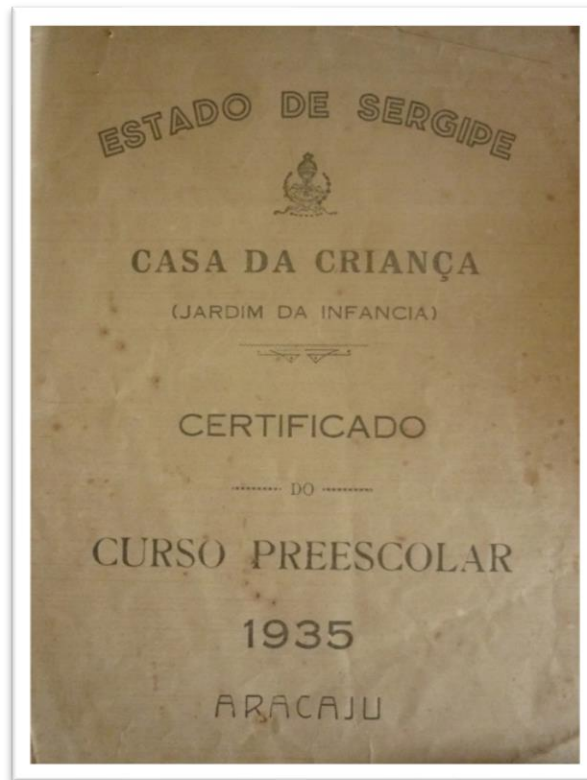 ESTADO DE SERGIPE
CASA DA CRIANÇA
(JARDIM DA INFANCIA)
CERTIFICADO
DO
CURSO PREESCOLAR
1935
ARACAJU